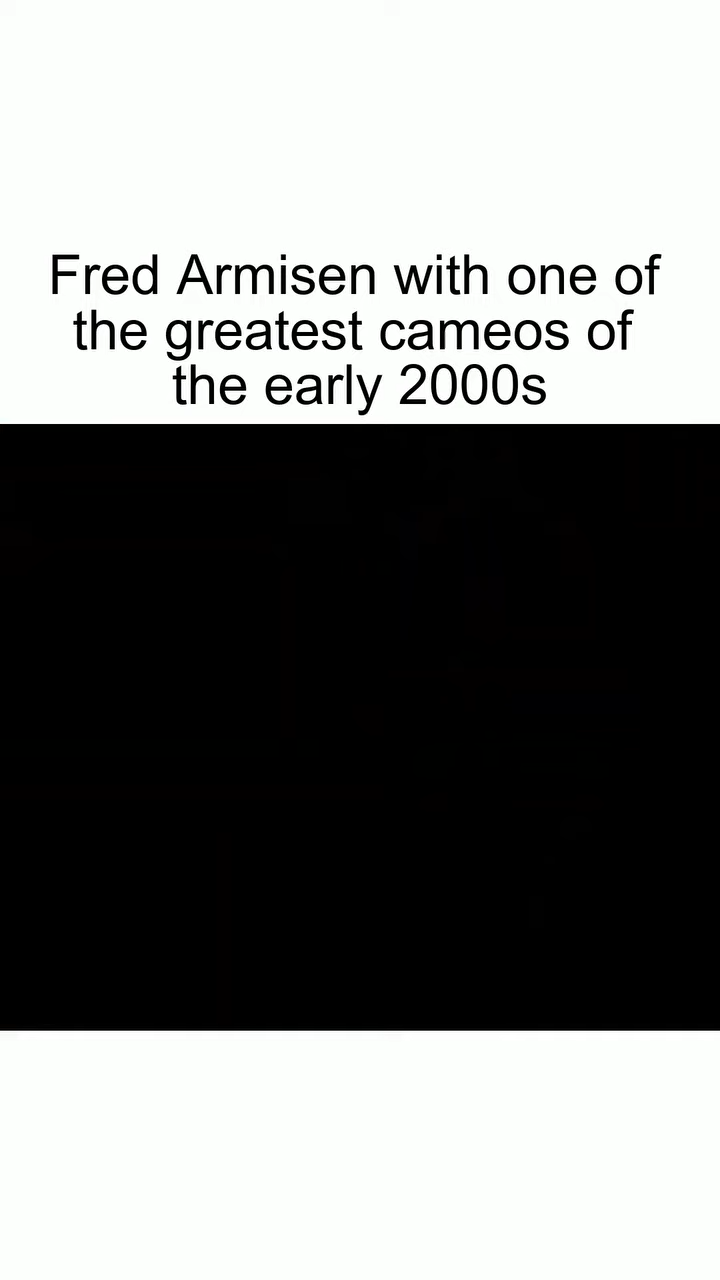 Fred Armisen with one of
the greatest cameos of
the early 2000s